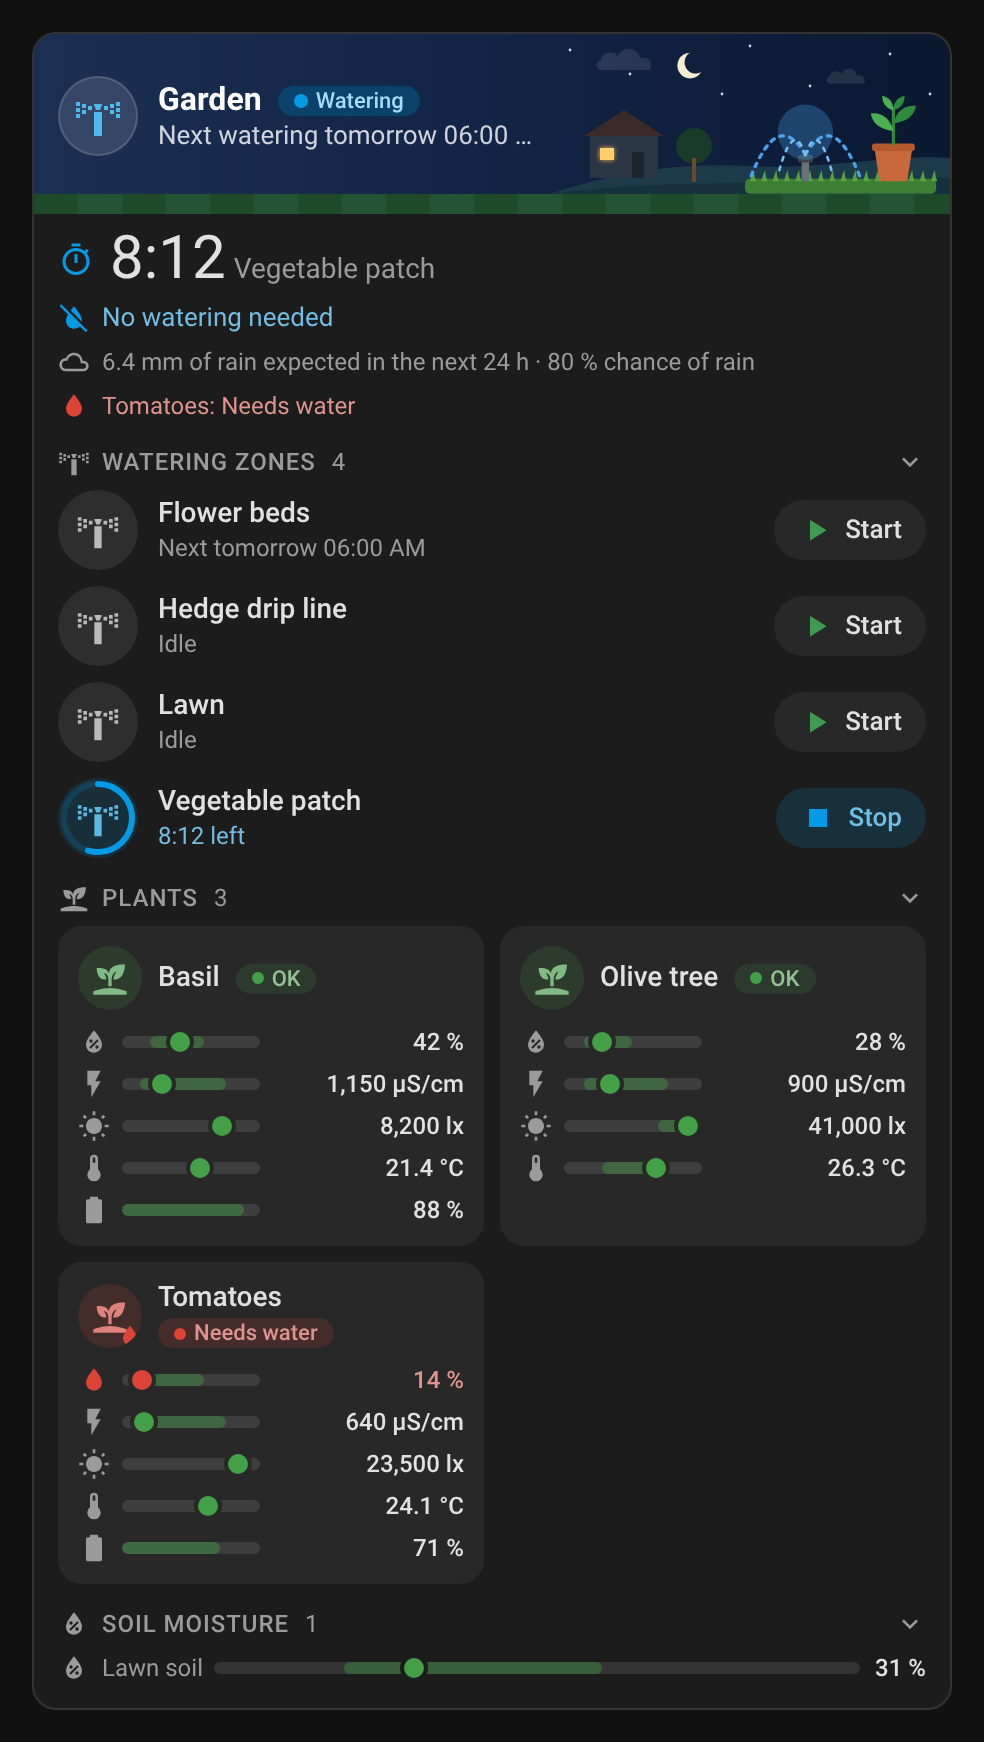 Garden Watering
Next watering tomorrow 06:00 ...
8:12 Vegetable patch
No watering needed
6.4 mm of rain expected in the next 24 h · 80 % chance of rain
Tomatoes: Needs water
WATERING ZONES 4
Flower beds
Next tomorrow 06:00 AM
Start
Hedge drip line
Idle
Start
Lawn
Idle
Start
Vegetable patch
8:12 left
Stop
PLANTS 3
Basil OK
42 %
1,150 µS/cm
8,200 lx
21.4 °C
88 %
Olive tree OK
28 %
900 µS/cm
41,000 lx
26.3 °C
Tomatoes
Needs water
14 %
640 µS/cm
23,500 lx
24.1 °C
71 %
SOIL MOISTURE 1
Lawn soil 31 %